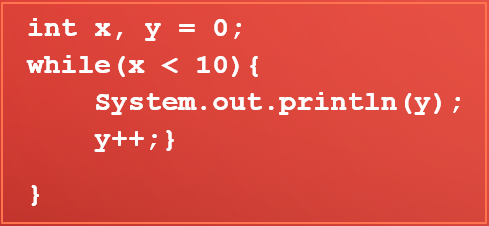 int x, y = 0;
while(x < 10){
System.out.println(y);
y++;}
}